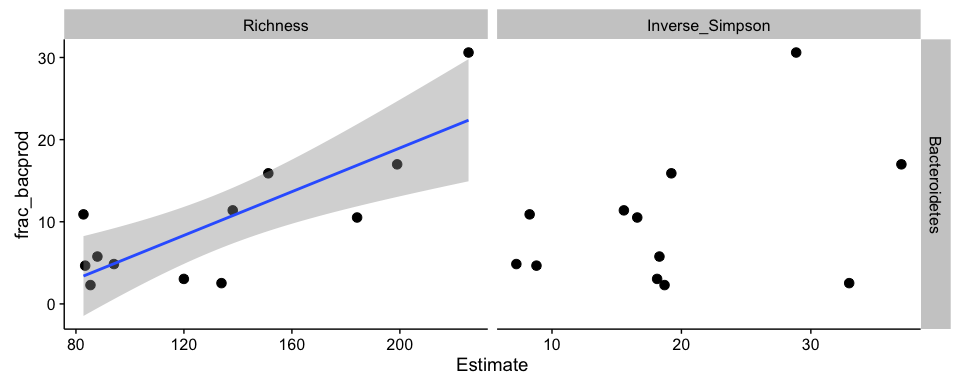 Richness
Inverse_Simpson
Bacteroidetes
frac_bacprod
30
20
10
0
80 120 160 200
10 20 30
Estimate